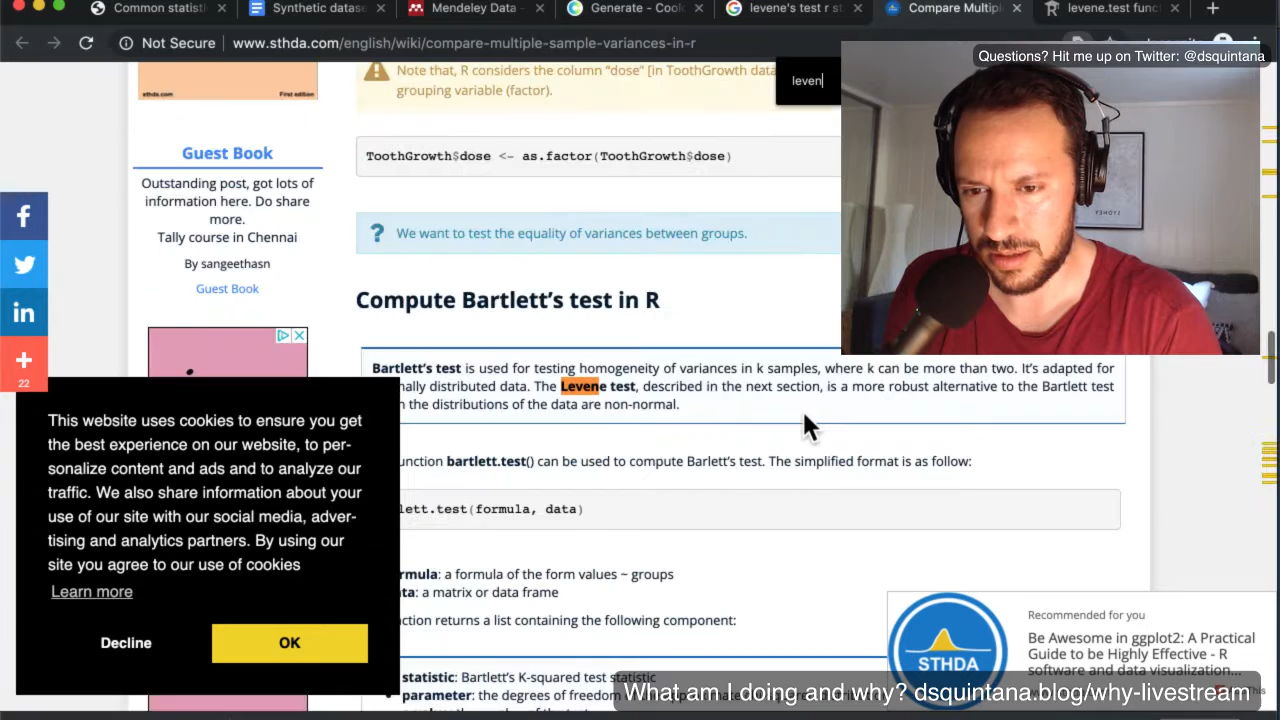 Common statisti
Synthetic datase
Mendeley Data -
Generate - Coo
levene's test r st
Compare Multip
levene.test func
Not Secure
www.sthda.com/english/wiki/compare-multiple-sample-variances-in-r
Questions? Hit me up on Twitter: @dsquintana
leven
sthda.com
First edition
Note that, R considers the column “dose” [in ToothGrowth data
grouping variable (factor).
Guest Book
Outstanding post, got lots of
information here. Do share
more.
Tally course in Chennai
By sangeethasn
Guest Book
ToothGrowth$dose <- as.factor(ToothGrowth$dose)
? We want to test the equality of variances between groups.
Compute Bartlett’s test in R
Bartlett’s test is used for testing homogeneity of variances in k samples, where k can be more than two. It’s adapted for
nally distributed data. The Levene test, described in the next section, is a more robust alternative to the Bartlett test
the distributions of the data are non-normal.
unction bartlett.test() can be used to compute Barlett’s test. The simplified format is as follow:
lett.test(formula, data)
rmula: a formula of the form values ~ groups
ta: a matrix or data frame
ction returns a list containing the following component:
statistic: Bartlett’s K-squared test statistic
parameter: the degrees of freedom
22
This website uses cookies to ensure you get
the best experience on our website, to per-
sonalize content and ads and to analyze our
traffic. We also share information about your
use of our site with our social media, adver-
tising and analytics partners. By using our
site you agree to our use of cookies
Learn more
Decline
OK
STHDA
Recommended for you
Be Awesome in ggplot2: A Practical
Guide to be Highly Effective - R
software and data visualization...
What am I doing and why? dsquintana.blog/why-livestream